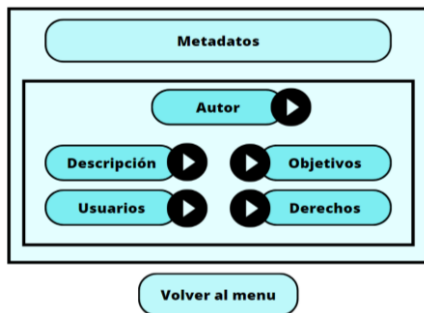 Metadatos
Autor
Descripción
Objetivos
Usuarios
Derechos
Volver al menu